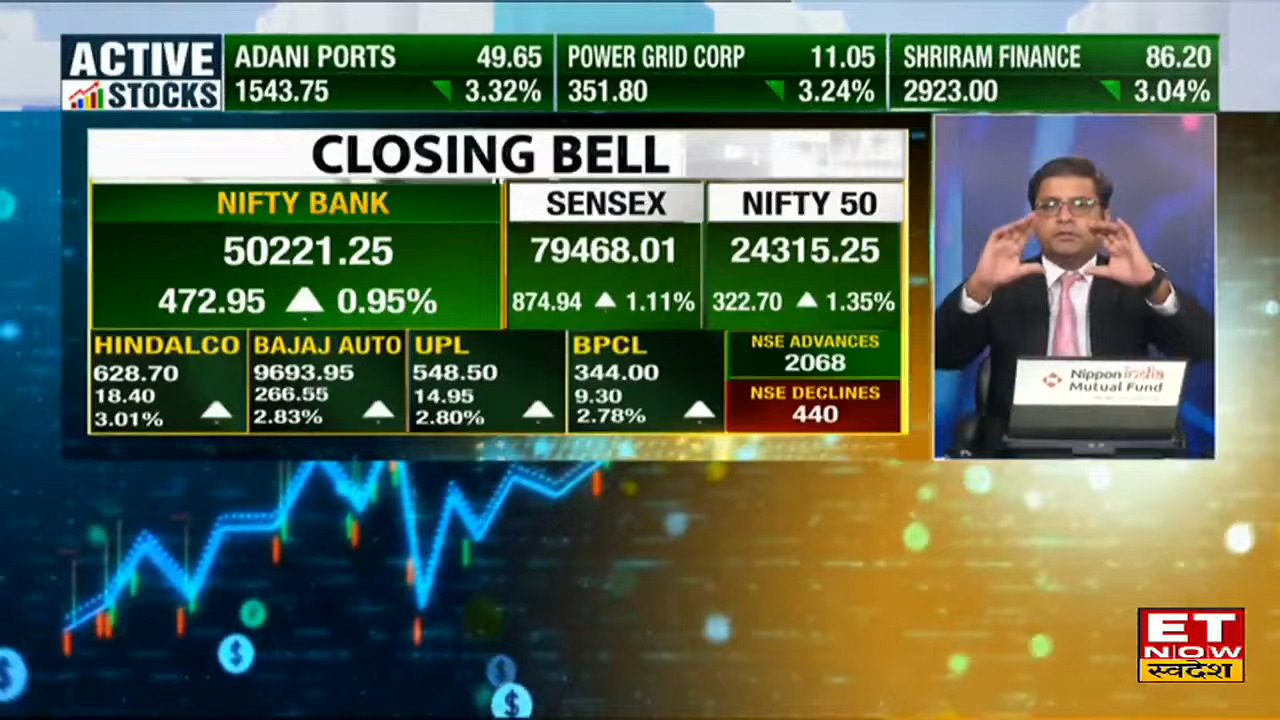 ACTIVE
STOCKS
ADANI PORTS 49.65
1543.75 3.32%
POWER GRID CORP 11.05
351.80 3.24%
SHRIRAM FINANCE 86.20
2923.00 3.04%
CLOSING BELL
NIFTY BANK
50221.25
472.95 0.95%
SENSEX
79468.01
874.94 1.11%
NIFTY 50
24315.25
322.70 1.35%
HINDALCO
628.70
18.40
3.01%
BAJAJ AUTO
9693.95
266.55
2.83%
UPL
548.50
14.95
2.80%
BPCL
344.00
9.30
2.78%
NSE ADVANCES
2068
NSE DECLINES
440
Nippon india
Mutual Fund
ET
NOW
स्वदेश